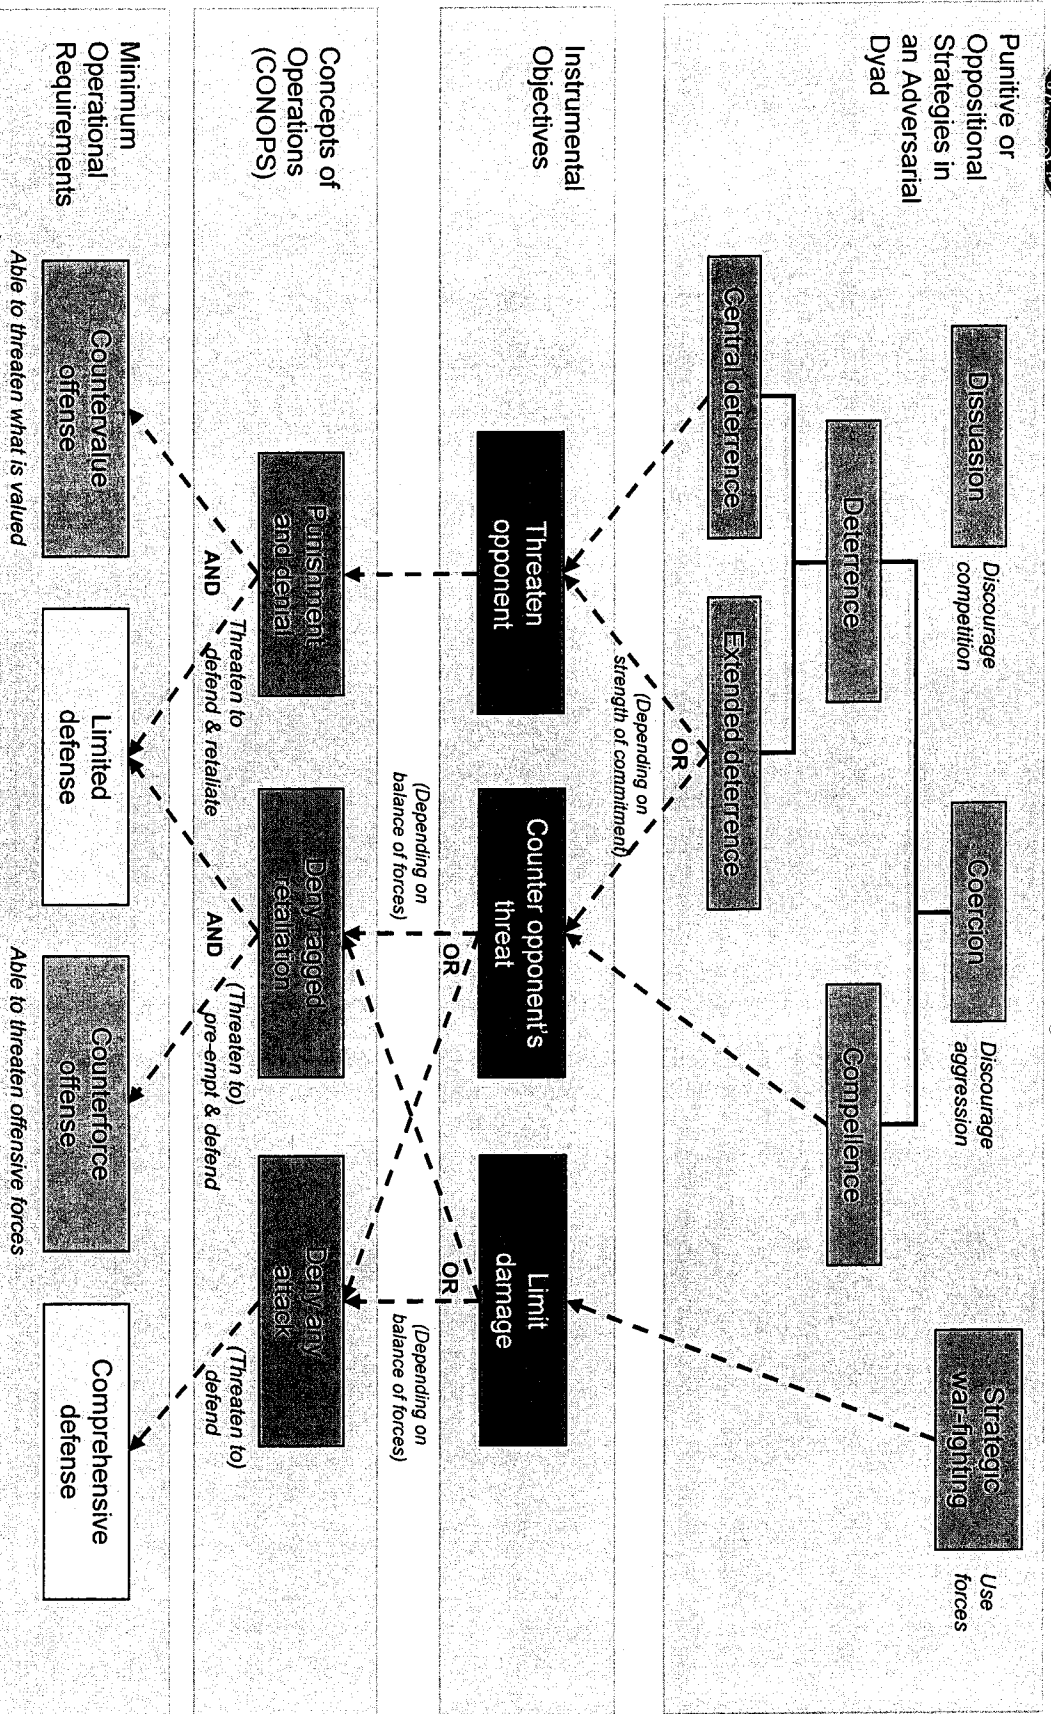 Punitive or
Oppositional
Strategies in
an Adversarial
Dyad
Dissuasion
Discourage
competition
Coercion
Discourage
aggression
Strategic
war-fighting
Use
forces
Deterrence
Compellence
Central deterrence
Extended deterrence
OR
(Depending on
strength of commitment)
Instrumental
Objectives
Threaten
opponent
Counter opponent's
threat
Limit
damage
OR
OR
(Depending on
balance of forces)
(Depending on
balance of forces)
Concepts of
Operations
(CONOPS)
Punishment
and denial
Deny ragged
retaliation
Deny any
attack
AND
Threaten to
defend & retaliate
AND
(Threaten to)
pre-empt & defend
(Threaten to)
defend
Minimum
Operational
Requirements
Countervalue
offense
Limited
defense
Counterforce
offense
Comprehensive
defense
Able to threaten what is valued
Able to threaten offensive forces